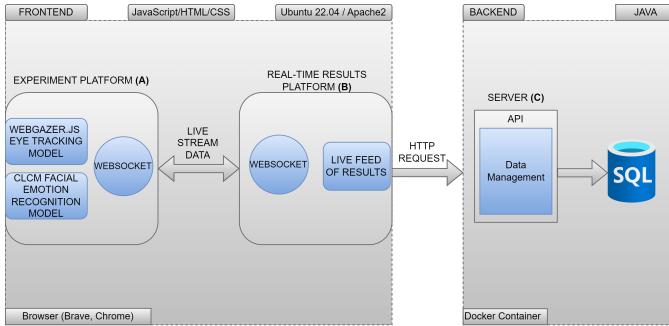 FRONTEND
JavaScript/HTML/CSS
Ubuntu 22.04 / Apache2
BACKEND
JAVA
EXPERIMENT PLATFORM (A)
WEBGAZER.JS
EYE TRACKING
MODEL
CLCM FACIAL
EMOTION
RECOGNITION
MODEL
WEBSOCKET
LIVE
STREAM
DATA
REAL-TIME RESULTS
PLATFORM (B)
WEBSOCKET
LIVE FEED
OF RESULTS
HTTP
REQUEST
SERVER (C)
API
Data
Management
SQL
Browser (Brave, Chrome)
Docker Container